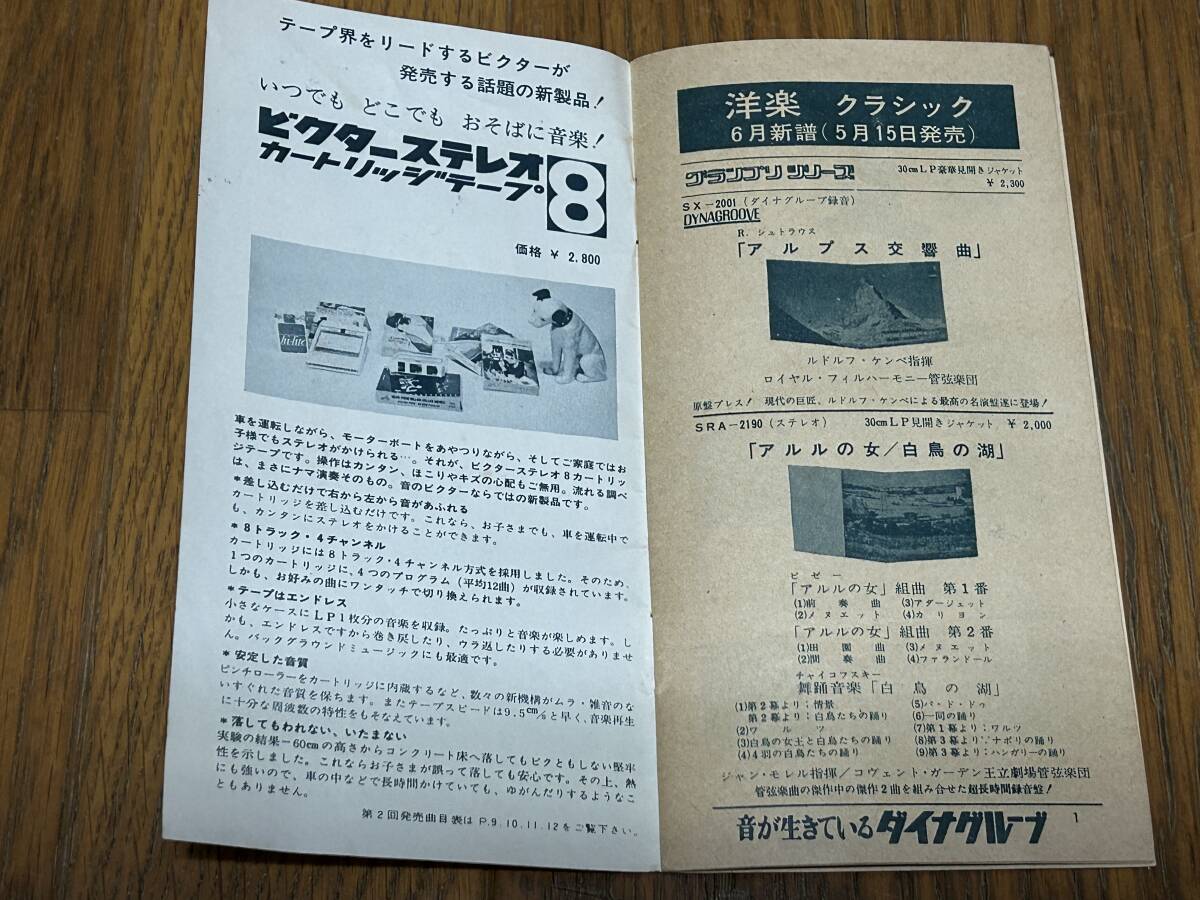 テープ界をリードするビクターが
発売する話題の新製品！
いつでも どこでも おそばに音楽！
ビクターステレオ
カートリッジテープ 8
価格 ￥ 2,800
hi-lite
車を運転しながら、モーターボートをあやつりながら、そしてご家庭ではお
子様でもステレオがかけられる…。それが、ビクターステレオ8カートリッ
ジテープです。操作はカンタン、ほこりやキズの心配もご無用。流れる調べ
は、まさにナマ演奏そのもの。音のビクターならではの新製品です。
*差し込むだけで右から左から音があふれる
カートリッジを差し込むだけです。これなら、お子さまでも、車を運転中で
も、カンタンにステレオをかけることができます。
* 8トラック・4チャンネル
カートリッジには8トラック・4チャンネル方式を採用しました。そのため、
1つのカートリッジに、4つのプログラム（平均12曲）が収録されています。
しかも、お好みの曲にワンタッチで切り換えられます。
*テープはエンドレス
小さなケースにLP1枚分の音楽を収録。たっぷりと音楽が楽しめます。し
かも、エンドレスですから巻き戻したり、ウラ返したりする必要がありませ
ん。バックグラウンドミュージックにも最適です。
* 安定した音質
ピンチローラーをカートリッジに内蔵するなど、数々の新機構がムラ・雑音のな
いすぐれた音質を保ちます。またテープスピードは9.5cm/sと早く、音楽再生
に十分な周波数の特性をもそなえています。
*落してもわれない、いたまない
実験の結果－60cmの高さからコンクリート床へ落してもビクともしない堅牢
性を示しました。これならお子さまが誤って落しても安心です。その上、熱
にも強いので、車の中などで長時間かけていても、ゆがんだりするようなこ
ともありません。
第2回発売曲目表は P.9.10.11.12をご覧下さい。
洋楽 クラシック
6月新譜（5月15日発売）
グランプリ シリーズ
30cmLP豪華見開きジャケット
￥ 2,300
SX－2001（ダイナグルーブ録音）
DYNAGROOVE
R. シュトラウス
「アルプス交響曲」
ルドルフ・ケンペ指揮
ロイヤル・フィルハーモニー管弦楽団
原盤プレス！ 現代の巨匠、ルドルフ・ケンペによる最高の名演盤遂に登場！
SRA－2190（ステレオ） 30cmLP見開きジャケット ￥ 2,000
「アルルの女／白鳥の湖」
ビゼー
「アルルの女」組曲 第1番
(1)前奏曲 (3)アダージェット
(2)メヌエット (4)カリヨン
「アルルの女」組曲 第2番
(1)田園曲 (3)メヌエット
(2)間奏曲 (4)ファランドール
チャイコフスキー
舞踊音楽「白鳥の湖」
(1)第2幕より；情景 (5)パ・ド・ドゥ
第2幕より；白鳥たちの踊り (6)一同の踊り
(2)ワルツ (7)第1幕より；ワルツ
(3)白鳥の女王と白鳥たちの踊り (8)第3幕より；ナポリの踊り
(4)4羽の白鳥たちの踊り (9)第3幕より；ハンガリーの踊り
ジャン・モレル指揮／コヴェント・ガーデン王立劇場管弦楽団
管弦楽曲の傑作中の傑作2曲を組み合せた超長時間録音盤！
音が生きているダイナグルーブ
1